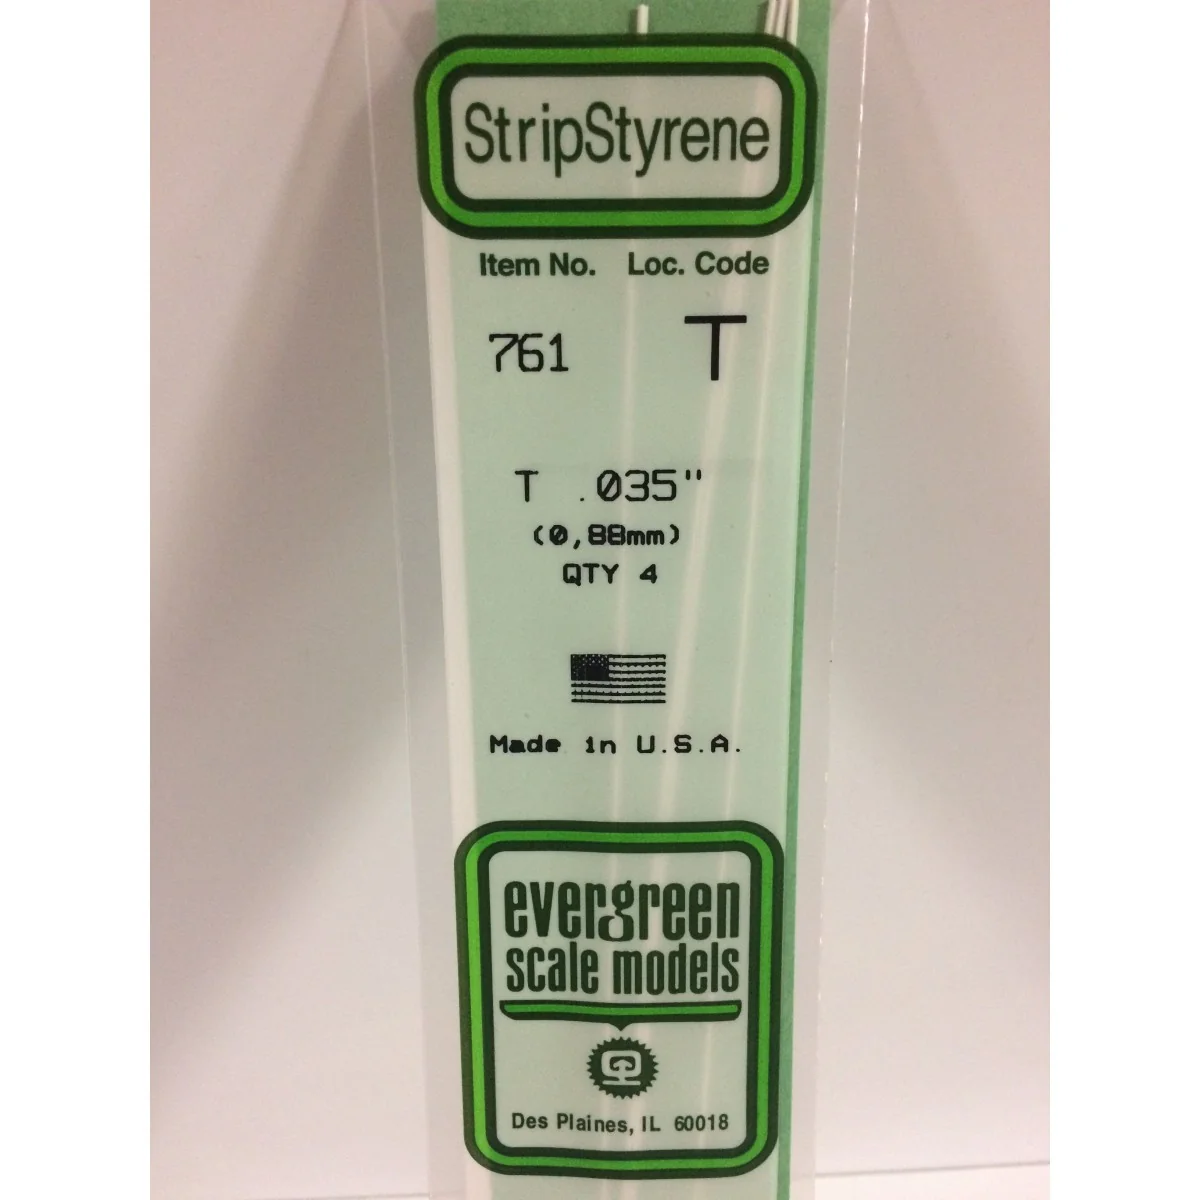 StripStyrene
Item No. Loc. Code
761 T
T .035"
(0,88mm)
QTY 4
Made in U.S.A.
evergreen
scale models
Des Plaines, IL 60018